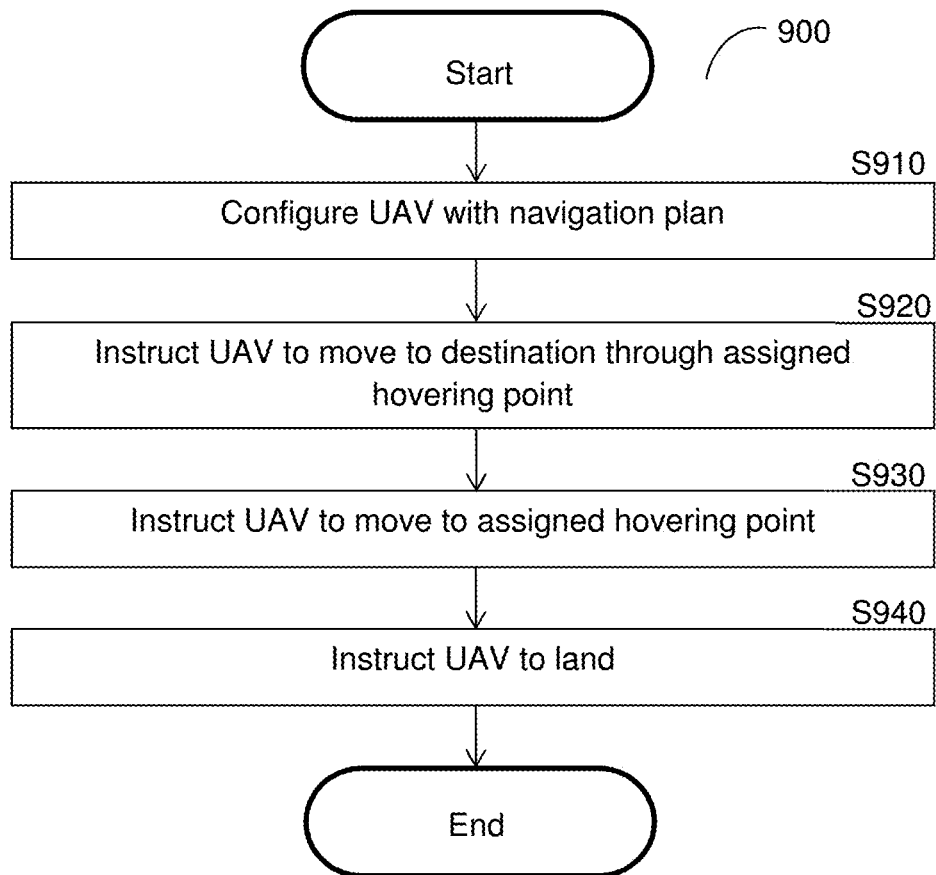 900
Start
S910
Configure UAV with navigation plan
S920
Instruct UAV to move to destination through assigned
hovering point
S930
Instruct UAV to move to assigned hovering point
S940
Instruct UAV to land
End